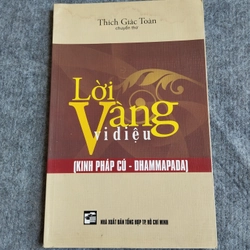 Thích Giác Toàn
chuyển thơ
Lời
Vàng
vi diệu
(KINH PHÁP CÚ - DHAMMAPADA)
NHÀ XUẤT BẢN TỔNG HỢP TP. HỒ CHÍ MINH